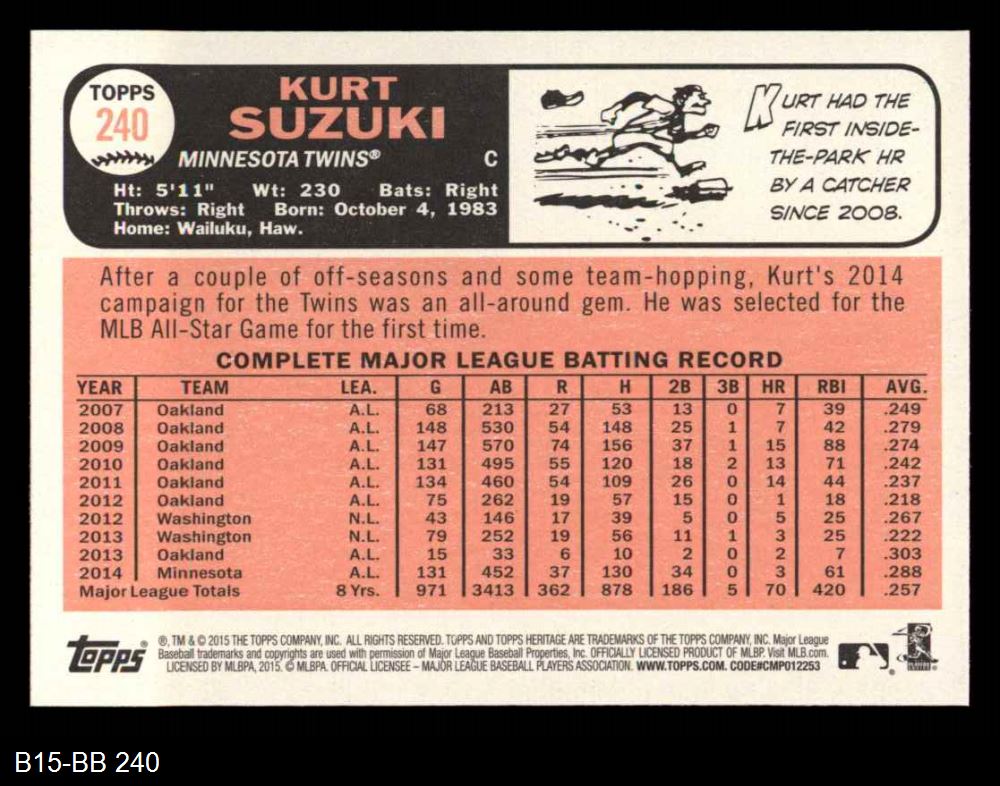 TOPPS
240
KURT
SUZUKI
MINNESOTA TWINS® C
Ht: 5'11" Wt: 230 Bats: Right
Throws: Right Born: October 4, 1983
Home: Wailuku, Haw.
KURT HAD THE
FIRST INSIDE-
THE-PARK HR
BY A CATCHER
SINCE 2008.
After a couple of off-seasons and some team-hopping, Kurt's 2014
campaign for the Twins was an all-around gem. He was selected for the
MLB All-Star Game for the first time.
COMPLETE MAJOR LEAGUE BATTING RECORD
YEAR TEAM LEA. G AB R H 2B 3B HR RBI AVG.
2007 Oakland A.L. 68 213 27 53 13 0 7 39 .249
2008 Oakland A.L. 148 530 54 148 25 1 7 42 .279
2009 Oakland A.L. 147 570 74 156 37 1 15 88 .274
2010 Oakland A.L. 131 495 55 120 18 2 13 71 .242
2011 Oakland A.L. 134 460 54 109 26 0 14 44 .237
2012 Oakland A.L. 75 262 19 57 15 0 1 18 .218
2012 Washington N.L. 43 146 17 39 5 0 5 25 .267
2013 Washington N.L. 79 252 19 56 11 1 3 25 .222
2013 Oakland A.L. 15 33 6 10 2 0 2 7 .303
2014 Minnesota A.L. 131 452 37 130 34 0 3 61 .288
Major League Totals 8 Yrs. 971 3413 362 878 186 5 70 420 .257
Topps®
®, TM & © 2015 THE TOPPS COMPANY, INC. ALL RIGHTS RESERVED. TOPPS AND TOPPS HERITAGE ARE TRADEMARKS OF THE TOPPS COMPANY, INC. Major League
Baseball trademarks and copyrights are used with permission of Major League Baseball Properties, Inc. OFFICIALLY LICENSED PRODUCT OF MLBP. Visit MLB.com.
LICENSED BY MLBPA, 2015. © MLBPA. OFFICIAL LICENSEE – MAJOR LEAGUE BASEBALL PLAYERS ASSOCIATION. WWW.TOPPS.COM. CODE#CMP012253
B15-BB 240